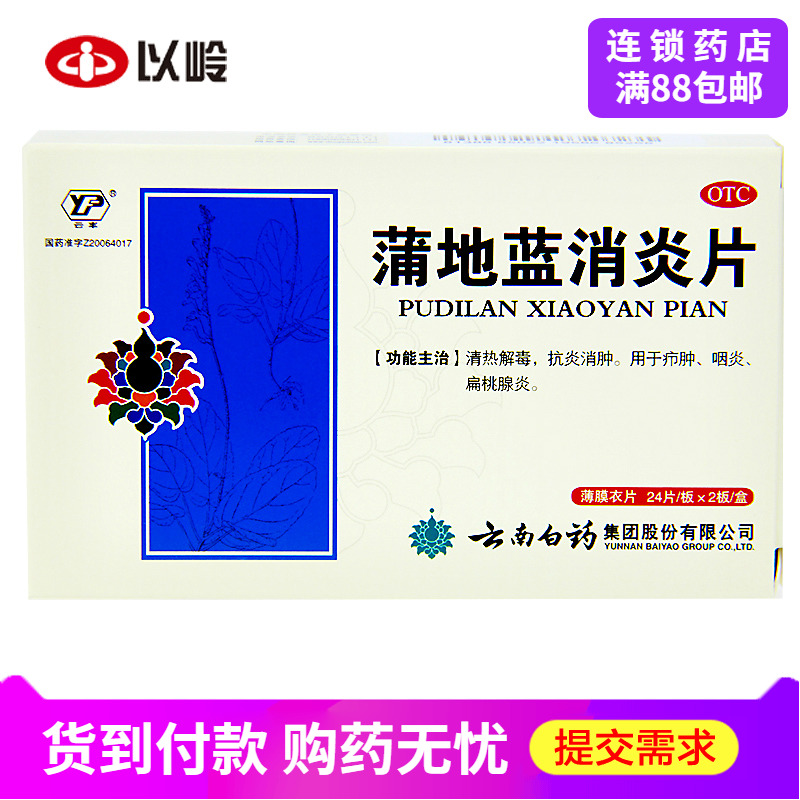 以岭
连锁药店
满88包邮
YP
云丰
®
国药准字Z20064017
OTC
蒲地蓝消炎片
PUDILAN XIAOYAN PIAN
【功能主治】清热解毒，抗炎消肿。用于疖肿、咽炎、
扁桃腺炎。
薄膜衣片 24片/板×2板/盒
云南白药集团股份有限公司
YUNNAN BAIYAO GROUP CO.,LTD.
货到付款 购药无忧
提交需求